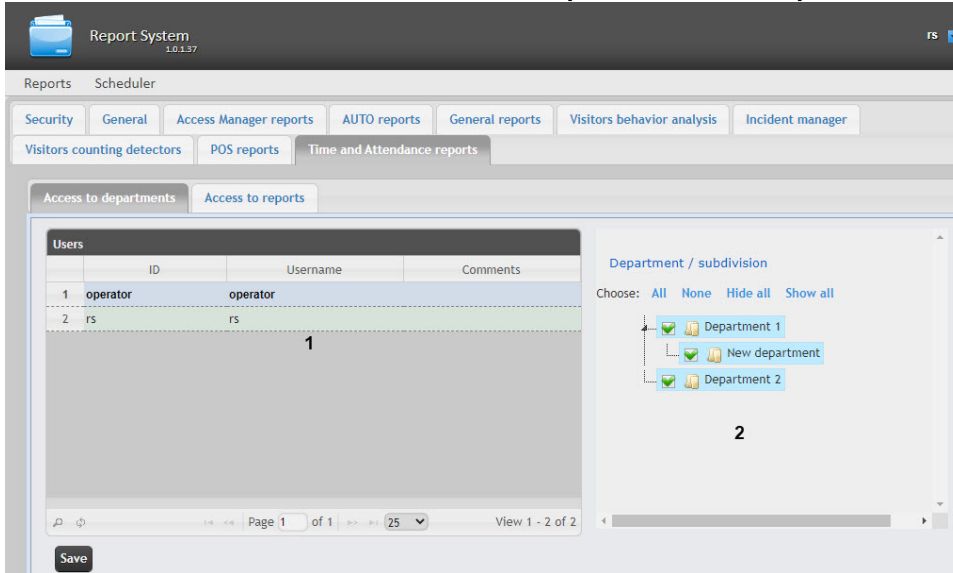 Report System
1.0.1.37
rs
Reports Scheduler
Security General Access Manager reports AUTO reports General reports Visitors behavior analysis Incident manager
Visitors counting detectors POS reports Time and Attendance reports
Access to departments Access to reports
Users
ID Username Comments
1 operator operator
2 rs rs
1
Page 1 of 1 25 View 1 - 2 of 2
Save
Department / subdivision
Choose: All None Hide all Show all
Department 1
New department
Department 2
2